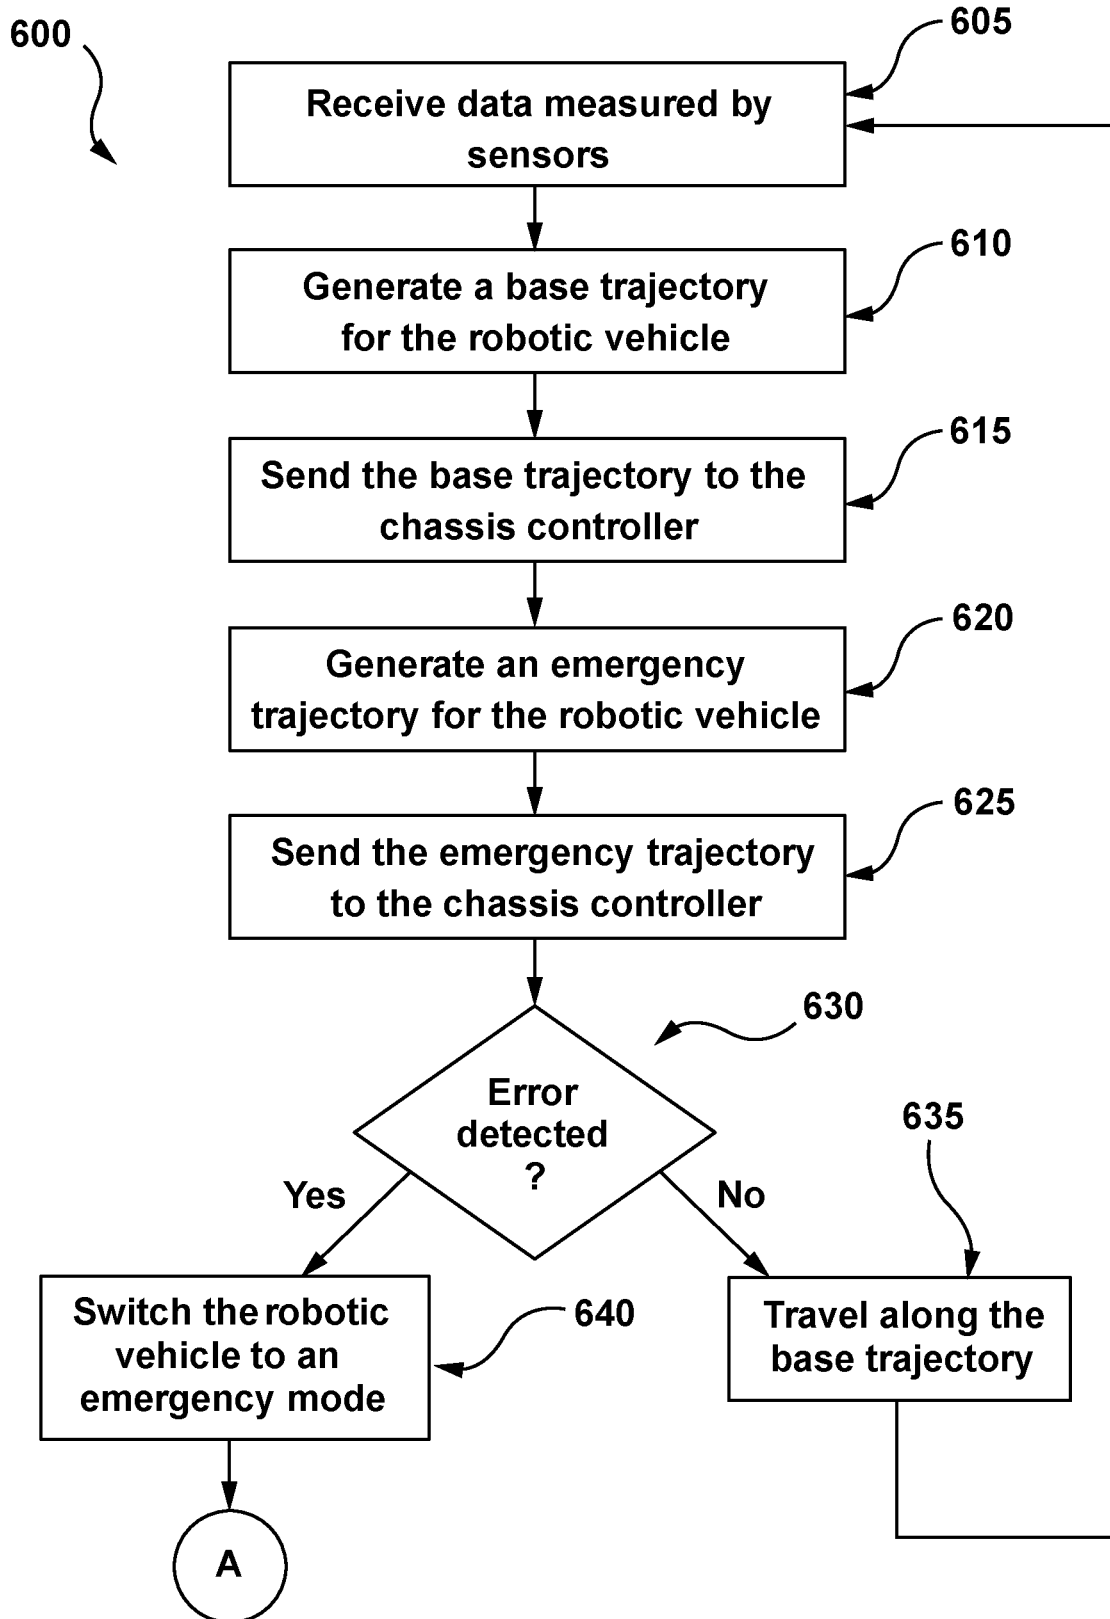 600
605
Receive data measured by
sensors
610
Generate a base trajectory
for the robotic vehicle
615
Send the base trajectory to the
chassis controller
620
Generate an emergency
trajectory for the robotic vehicle
625
Send the emergency trajectory
to the chassis controller
630
Error
detected
?
Yes
No
635
Switch the robotic
vehicle to an
emergency mode
640
Travel along the
base trajectory
A